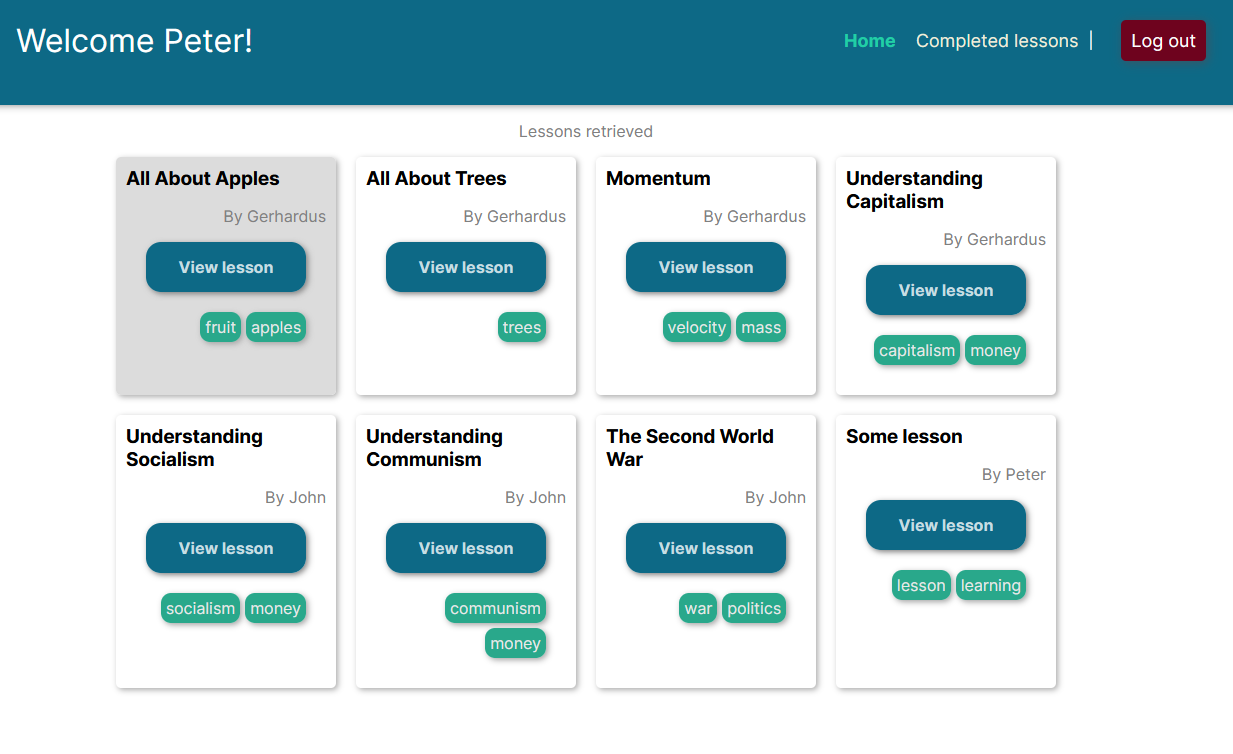 Welcome Peter!
Home Completed lessons | Log out
Lessons retrieved
All About Apples
By Gerhardus
View lesson
fruit apples
All About Trees
By Gerhardus
View lesson
trees
Momentum
By Gerhardus
View lesson
velocity mass
Understanding
Capitalism
By Gerhardus
View lesson
capitalism money
Understanding
Socialism
By John
View lesson
socialism money
Understanding
Communism
By John
View lesson
communism
money
The Second World
War
By John
View lesson
war politics
Some lesson
By Peter
View lesson
lesson learning